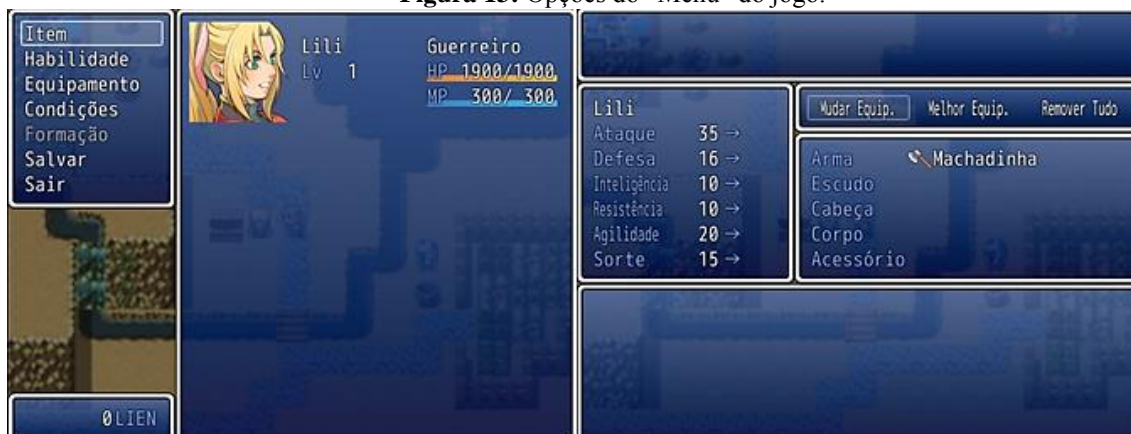 Figura 15: Opções do "Menu" do jogo.
Item
Habilidade
Equipamento
Condições
Formação
Salvar
Sair
0LIEN
Lili Guerreiro
Lv 1 HP 1900/1900
MP 300/ 300
Lili
Ataque 35 →
Defesa 16 →
Inteligência 10 →
Resistência 10 →
Agilidade 20 →
Sorte 15 →
Mudar Equip. Melhor Equip. Remover Tudo
Arma Machadinha
Escudo
Cabeça
Corpo
Acessório